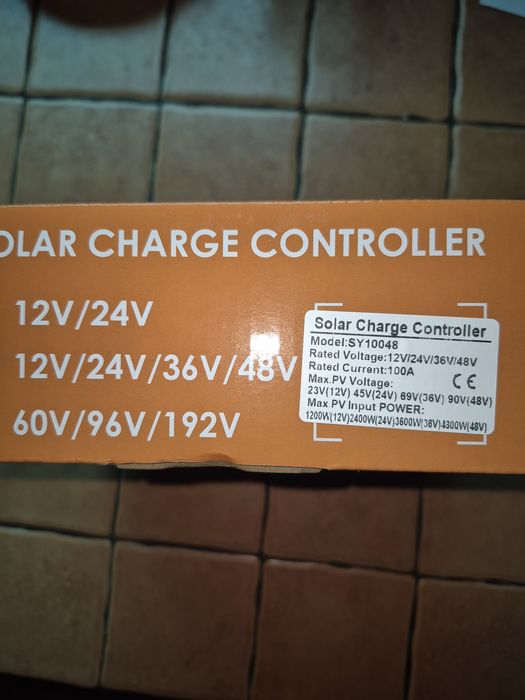 OLAR CHARGE CONTROLLER
12V/24V
12V/24V/36V/48V
60V/96V/192V
Solar Charge Controller
Model:SY10048
Rated Voltage:12V/24V/36V/48V
Rated Current:100A
Max.PV Voltage:
CE
23V(12V) 45V(24V) 69V(36V) 90V(48V)
Max PV Input POWER:
1200W(12V)2400W(24V)3600W(36V)4800W(48V)